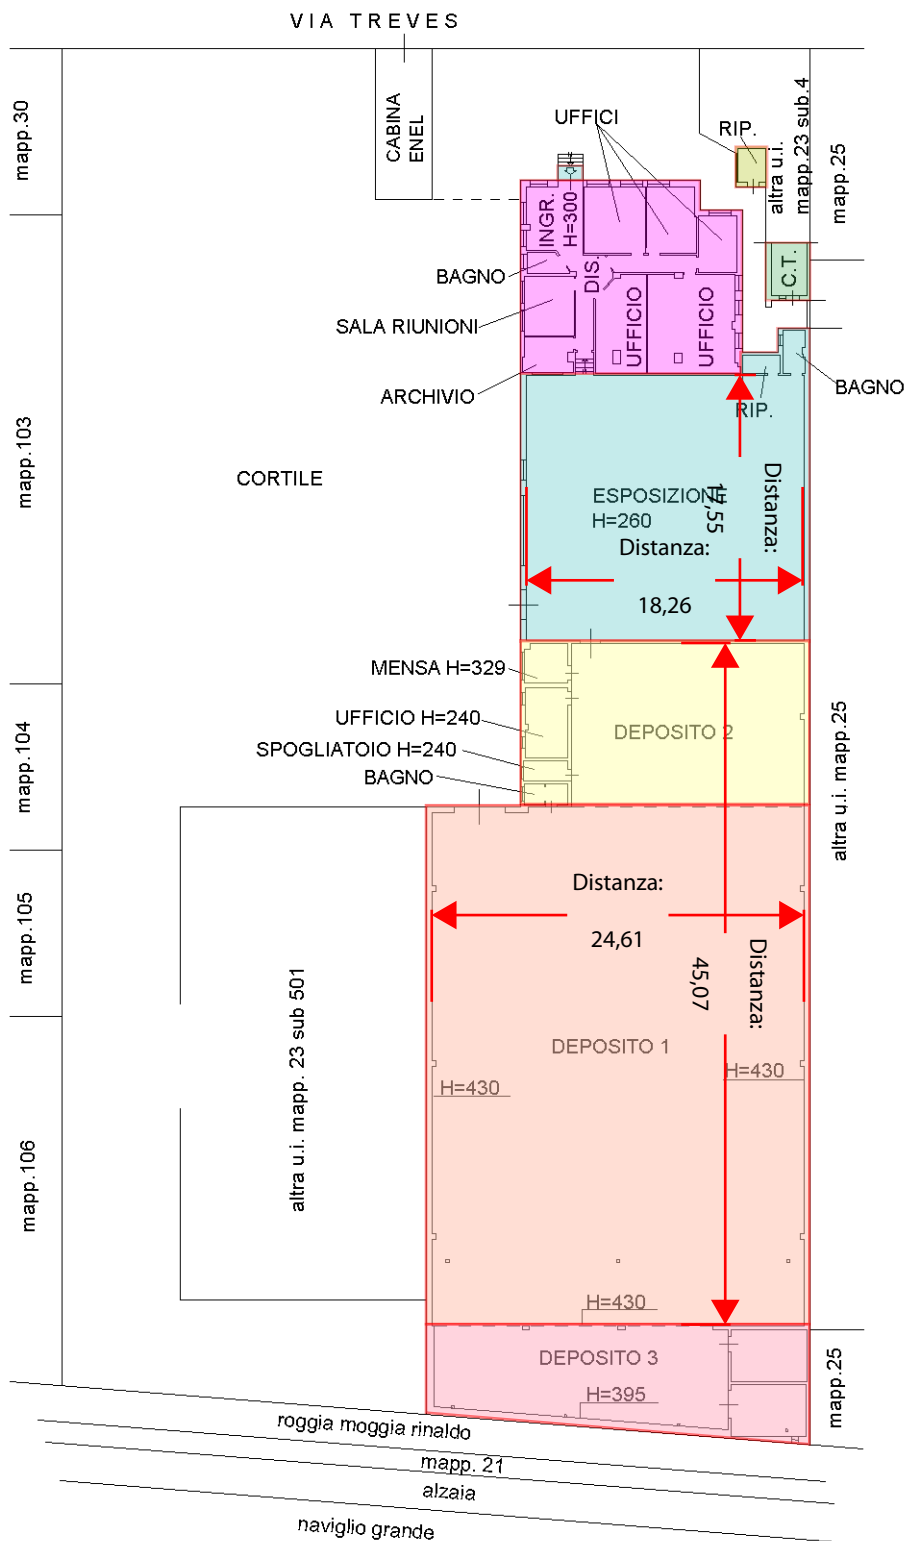 VIA TREVES
mapp.30
CABINA
ENEL
UFFICI
RIP.
altra u.i.
mapp.23 sub.4
mapp.25
INGR.
H=300
BAGNO
DIS.
C.T.
SALA RIUNIONI
UFFICIO
UFFICIO
ARCHIVIO
BAGNO
RIP.
mapp.103
CORTILE
ESPOSIZIONE
H=260
Distanza:
17,55
Distanza:
18,26
MENSA H=329
UFFICIO H=240
SPOGLIATOIO H=240
BAGNO
DEPOSITO 2
mapp.104
altra u.i. mapp.25
mapp.105
Distanza:
24,61
Distanza:
45,07
altra u.i. mapp. 23 sub 501
DEPOSITO 1
H=430
H=430
mapp.106
H=430
DEPOSITO 3
H=395
mapp.25
roggia moggia rinaldo
mapp. 21
alzaia
naviglio grande